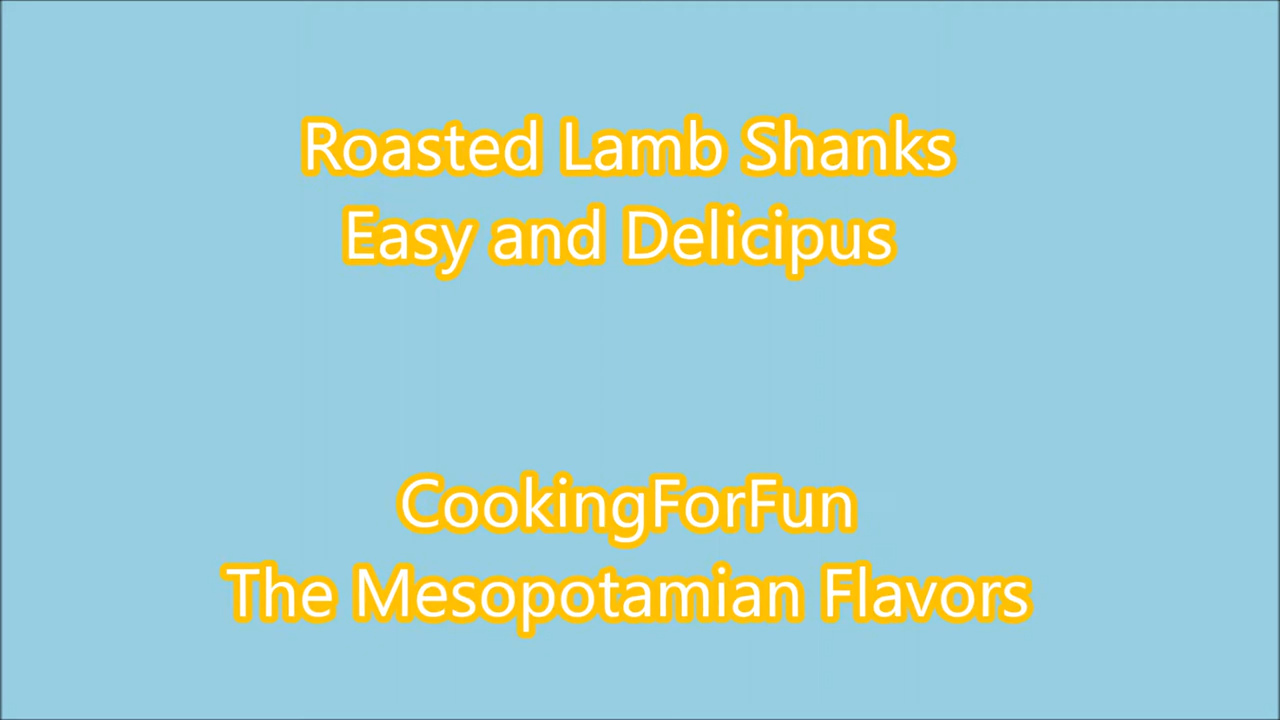 Roasted Lamb Shanks
Easy and Delicipus
CookingForFun
The Mesopotamian Flavors